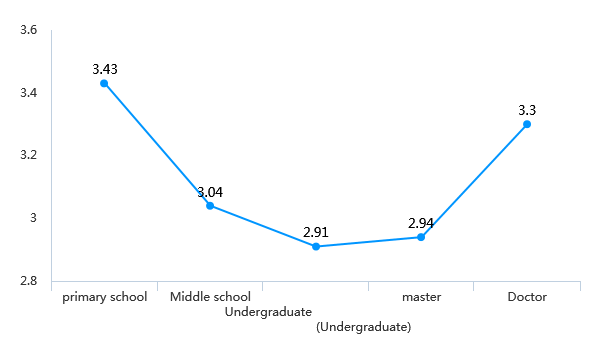 3.6
3.4
3.2
3
2.8
3.43
3.04
2.91
2.94
3.3
primary school
Middle school
Undergraduate
(Undergraduate)
master
Doctor